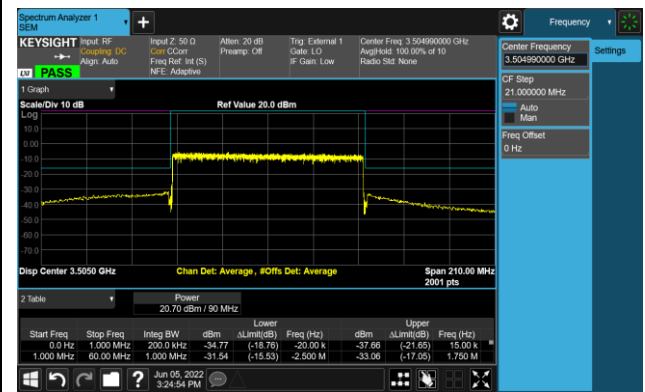 Spectrum Analyzer 1
SEM
+
Frequency
KEYSIGHT
Input: RF
Coupling: DC
Align: Auto
Input Z: 50 Ω
Corr CCorr
Freq Ref: Int (S)
NFE: Adaptive
Atten: 20 dB
Preamp: Off
Trig: External 1
Gate: LO
IF Gain: Low
Center Freq: 3.504990000 GHz
Avg|Hold: 100.00% of 10
Radio Std: None
LXI PASS
Center Frequency
3.504990000 GHz
Settings
CF Step
21.000000 MHz
Auto
Man
Freq Offset
0 Hz
1 Graph
Scale/Div 10 dB
Ref Value 20.0 dBm
Log
10.0
0.00
-10.0
-20.0
-30.0
-40.0
-50.0
-60.0
-70.0
Disp Center 3.5050 GHz
Chan Det: Average, #Offs Det: Average
Span 210.00 MHz
2001 pts
2 Table
Power
20.70 dBm / 90 MHz
Lower Upper
Start Freq Stop Freq Integ BW dBm ΔLimit(dB) Freq (Hz) dBm ΔLimit(dB) Freq (Hz)
0.0 Hz 1.000 MHz 200.0 kHz -34.77 (-18.76) -20.00 k -37.66 (-21.65) 15.00 k
1.000 MHz 60.00 MHz 1.000 MHz -31.54 (-15.53) -2.500 M -33.06 (-17.05) 1.750 M
?
Jun 05, 2022
3:24:54 PM